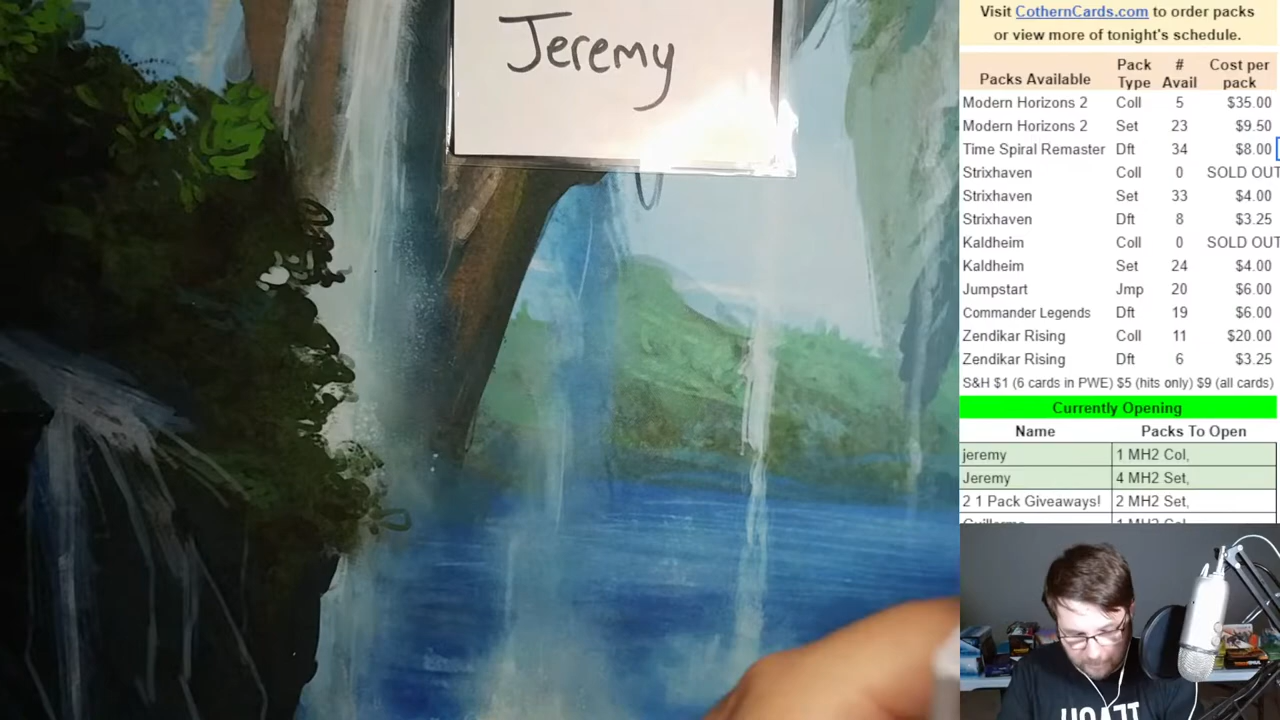 Jeremy
Visit CothernCards.com to order packs
or view more of tonight's schedule.
Packs Available Pack Type # Avail Cost per pack
Modern Horizons 2 Coll 5 $35.00
Modern Horizons 2 Set 23 $9.50
Time Spiral Remaster Dft 34 $8.00
Strixhaven Coll 0 SOLD OUT
Strixhaven Set 33 $4.00
Strixhaven Dft 8 $3.25
Kaldheim Coll 0 SOLD OUT
Kaldheim Set 24 $4.00
Jumpstart Jmp 20 $6.00
Commander Legends Dft 19 $6.00
Zendikar Rising Coll 11 $20.00
Zendikar Rising Dft 6 $3.25
S&H $1 (6 cards in PWE) $5 (hits only) $9 (all cards)
Currently Opening
Name Packs To Open
jeremy 1 MH2 Col,
Jeremy 4 MH2 Set,
2 1 Pack Giveaways! 2 MH2 Set,